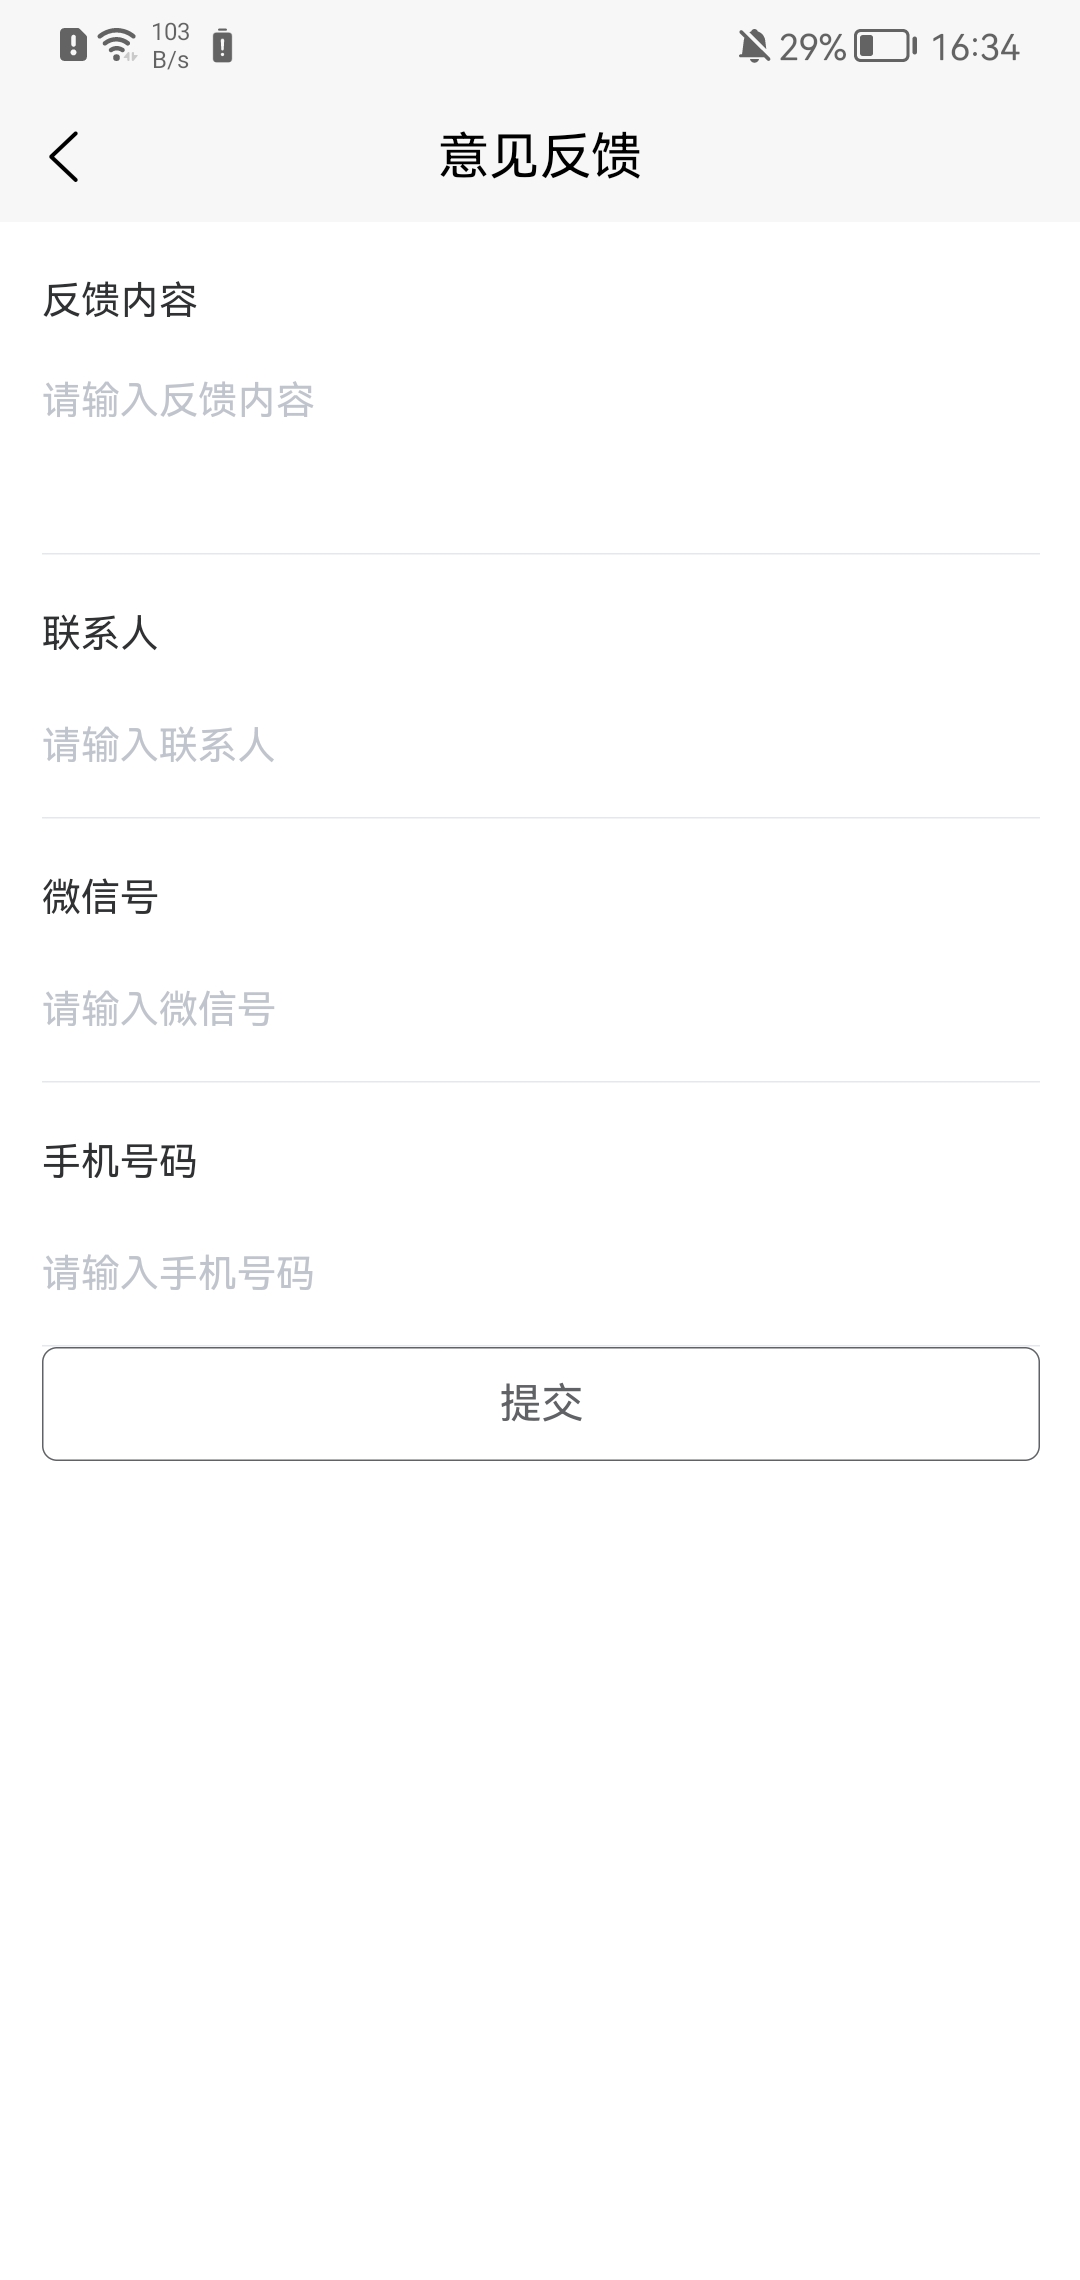 103
B/s
29%
16:34
意见反馈
反馈内容
请输入反馈内容
联系人
请输入联系人
微信号
请输入微信号
手机号码
请输入手机号码
提交